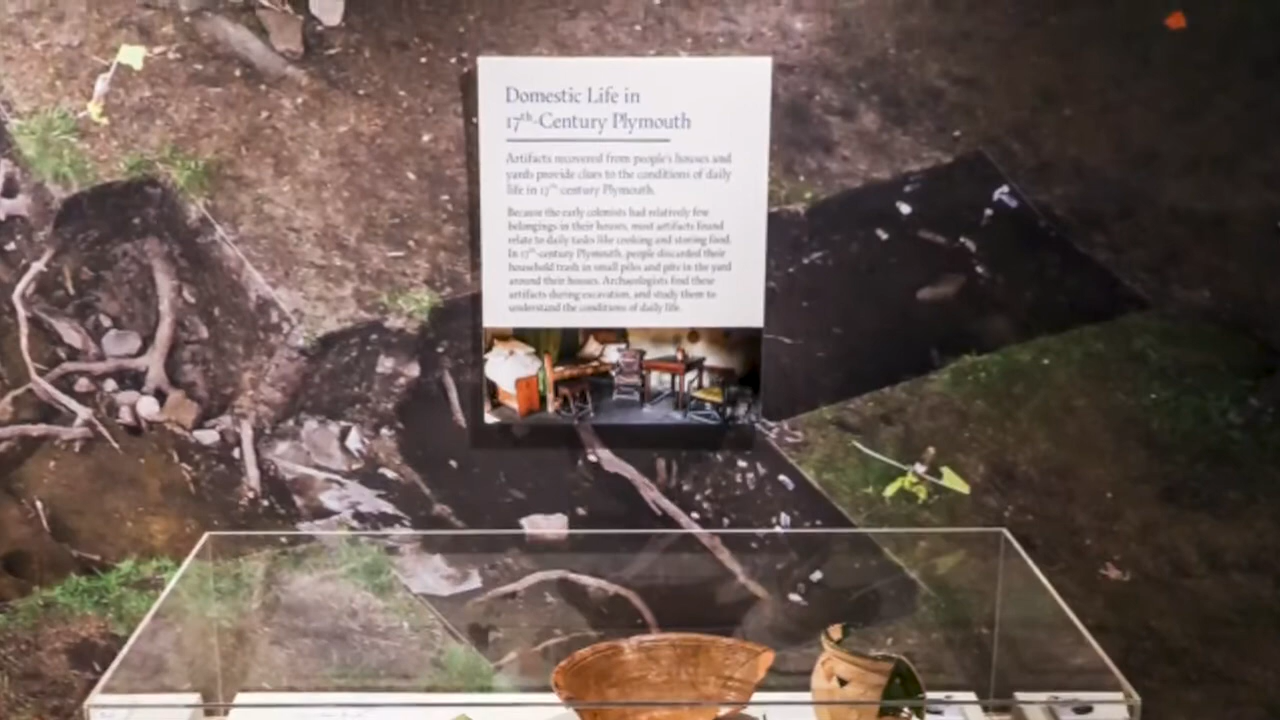 Domestic Life in
17th-Century Plymouth
Artifacts recovered from people's houses and
yards provide clues to the conditions of daily
life in 17th-century Plymouth.
Because the early colonists had relatively few
belongings in their houses, most artifacts found
relate to daily tasks like cooking and storing food.
In 17th-century Plymouth, people discarded their
household trash in small piles and pits in the yard
around their houses. Archaeologists find these
artifacts during excavation, and study them to
understand the conditions of daily life.